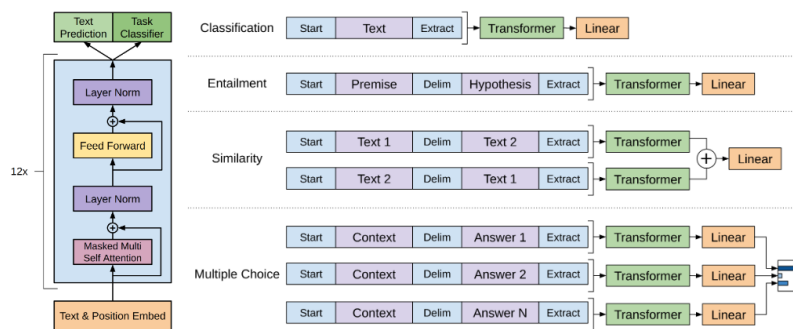 Text
Prediction
Task
Classifier
12x
Layer Norm
Feed Forward
Layer Norm
Masked Multi
Self Attention
Text & Position Embed
Classification
Start Text Extract Transformer Linear
Entailment
Start Premise Delim Hypothesis Extract Transformer Linear
Similarity
Start Text 1 Delim Text 2 Extract Transformer
Start Text 2 Delim Text 1 Extract Transformer
Linear
Multiple Choice
Start Context Delim Answer 1 Extract Transformer Linear
Start Context Delim Answer 2 Extract Transformer Linear
Start Context Delim Answer N Extract Transformer Linear